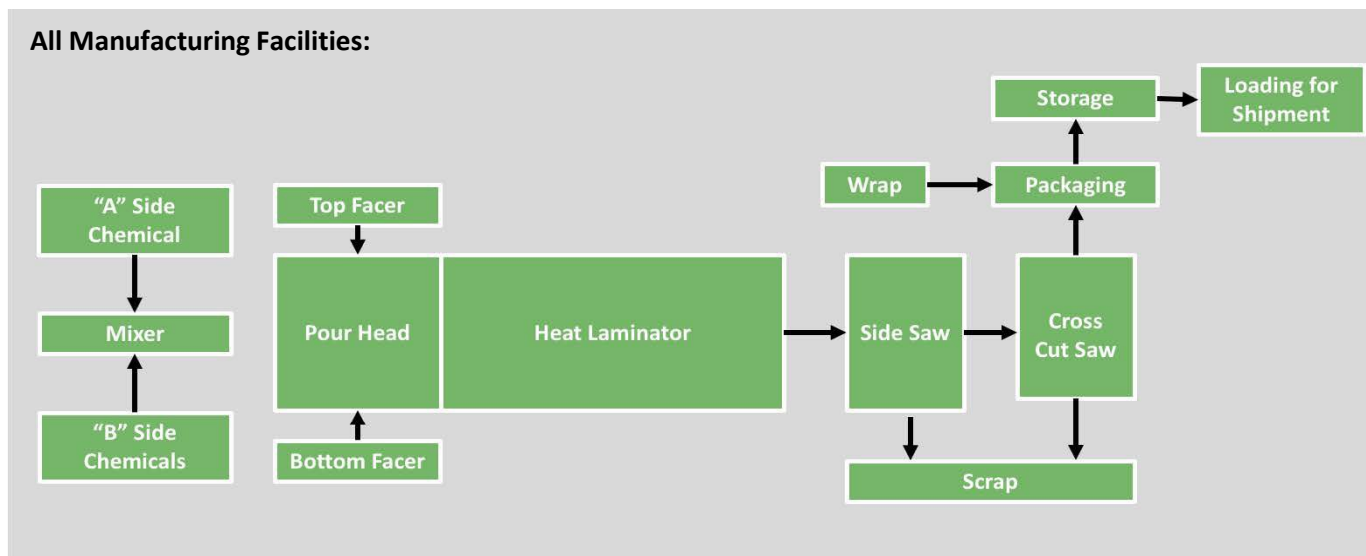 All Manufacturing Facilities:
Storage
Loading for
Shipment
Wrap
Packaging
“A” Side
Chemical
Top Facer
Mixer
Pour Head
Heat Laminator
Side Saw
Cross
Cut Saw
“B” Side
Chemicals
Bottom Facer
Scrap